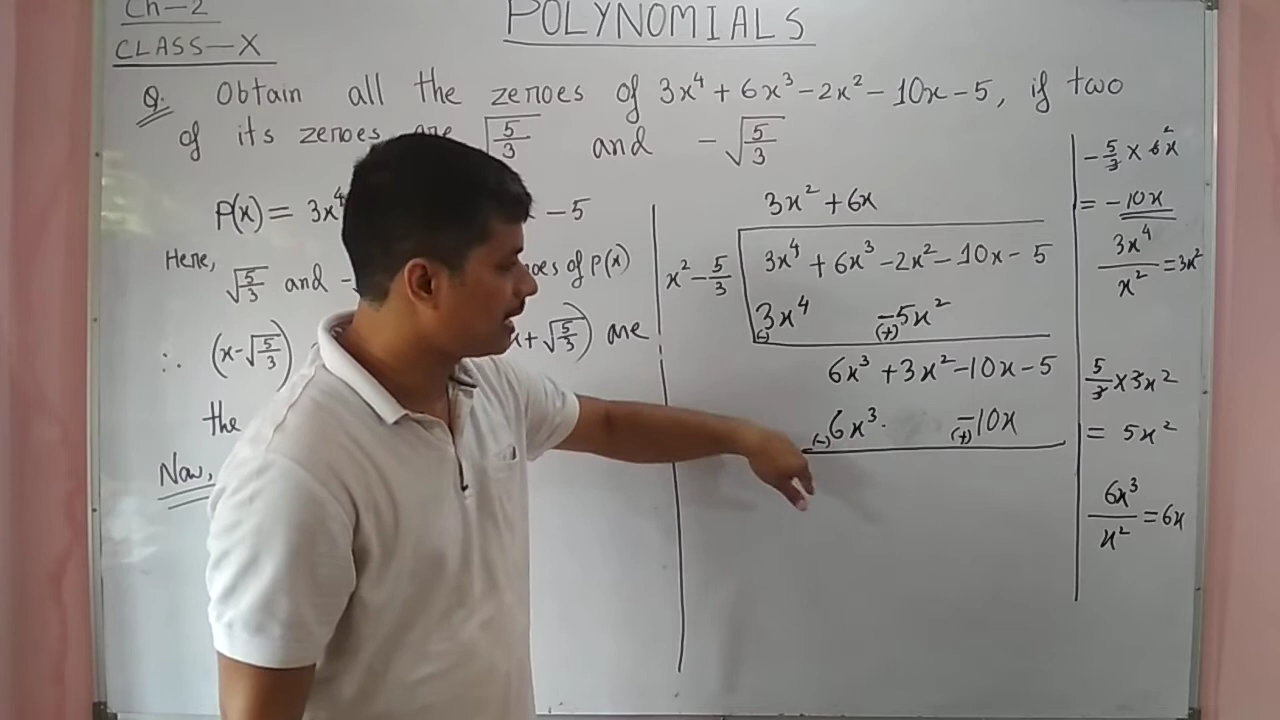 Ch-2
CLASS-X
POLYNOMIALS
Q. Obtain all the zeroes of 3x⁴ + 6x³ - 2x² - 10x - 5, if two
of its zeroes are √(5/3) and -√(5/3)
P(x) = 3x⁴ - 5
Here,
√(5/3) and - of P(x)
∴ (x - √(5/3)) x + √(5/3)) are
the
Now,
3x² + 6x
x² - 5/3
3x⁴ + 6x³ - 2x² - 10x - 5
3x⁴ - 5x²
(-) (+)
6x³ + 3x² - 10x - 5
6x³ - 10x
(-) (+)
-5/3 × 6x
2
= -10x
3x⁴/x² = 3x²
5/3 × 3x²
= 5x²
6x³/x² = 6x